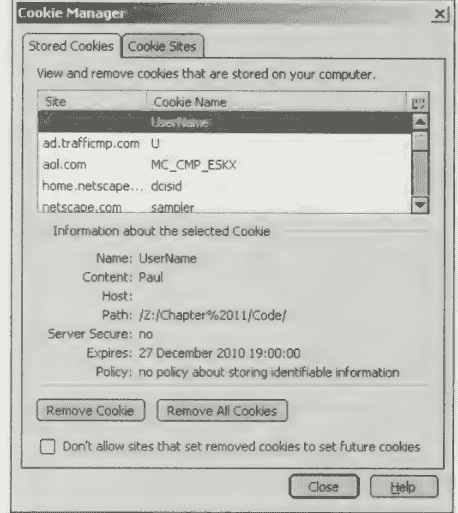 Cookie Manager
Stored Cookies Cookie Sites
View and remove cookies that are stored on your computer.
Site Cookie Name
UserName
ad.trafficmp.com U
aol.com MC_CMP_ESKX
home.netscape... dcisid
netscape.com sampler
Information about the selected Cookie
Name: UserName
Content: Paul
Host:
Path: /Z:/Chapter%2011/Code/
Server Secure: no
Expires: 27 December 2010 19:00:00
Policy: no policy about storing identifiable information
Remove Cookie Remove All Cookies
Don't allow sites that set removed cookies to set future cookies
Close Help